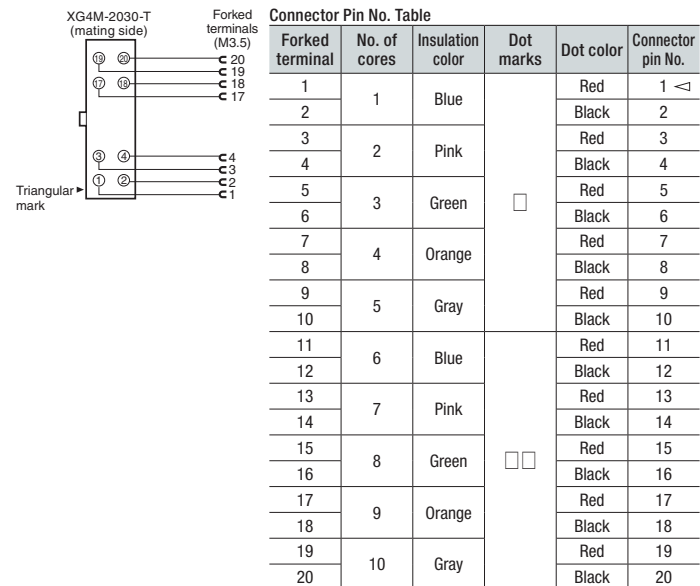 XG4M-2030-T
(mating side)
Forked
terminals
(M3.5)
⑲ ⑳
20
19
⑰ ⑱
18
17
③ ④
4
3
① ②
2
1
Triangular
mark
Connector Pin No. Table
Forked terminal No. of cores Insulation color Dot marks Dot color Connector pin No.
1 1 Blue □ Red 1 ◁
2 Black 2
3 2 Pink Red 3
4 Black 4
5 3 Green Red 5
6 Black 6
7 4 Orange Red 7
8 Black 8
9 5 Gray Red 9
10 Black 10
11 6 Blue □□ Red 11
12 Black 12
13 7 Pink Red 13
14 Black 14
15 8 Green Red 15
16 Black 16
17 9 Orange Red 17
18 Black 18
19 10 Gray Red 19
20 Black 20